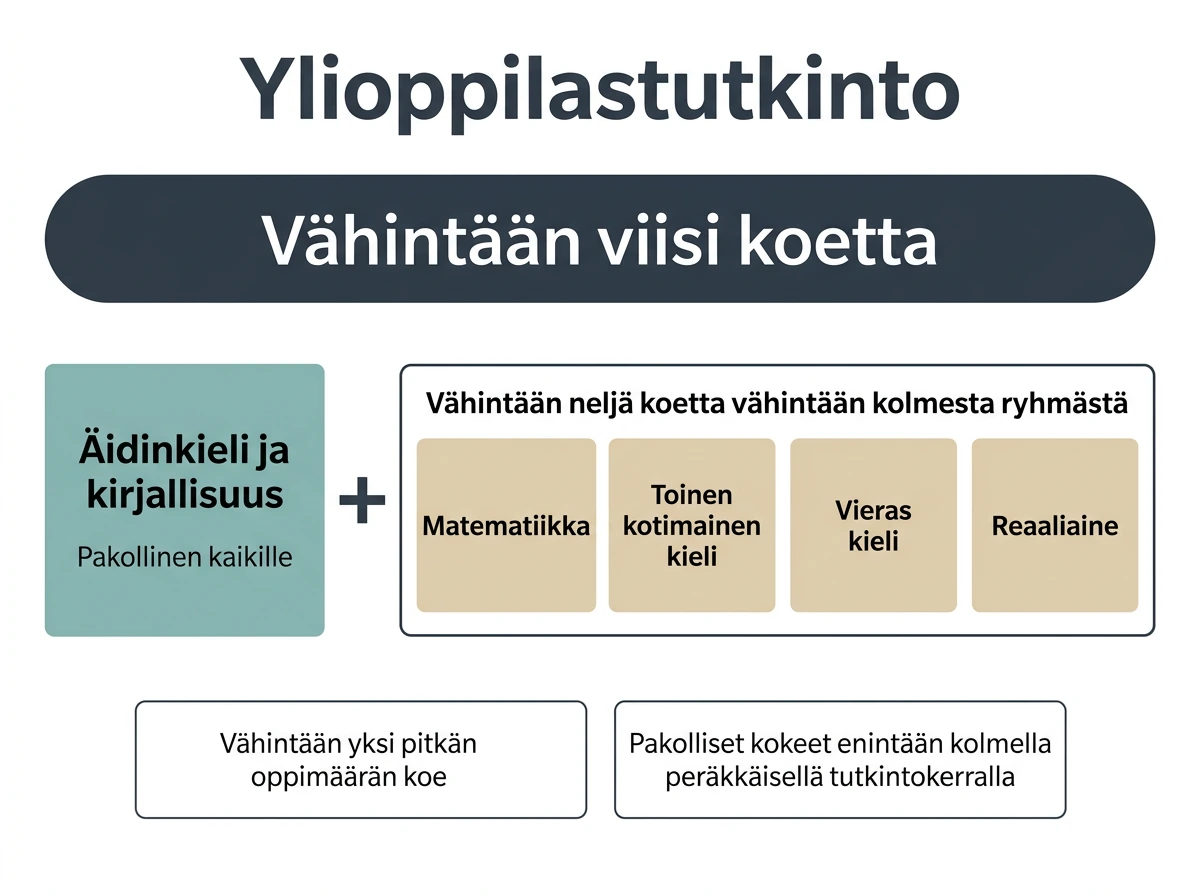 Ylioppilastutkinto
Vähintään viisi koetta
Äidinkieli ja
kirjallisuus
Pakollinen kaikille
+
Vähintään neljä koetta vähintään kolmesta ryhmästä
Matematiikka
Toinen
kotimainen
kieli
Vieras
kieli
Reaaliaine
Vähintään yksi pitkän
oppimäärän koe
Pakolliset kokeet enintään kolmella
peräkkäisellä tutkintokerralla